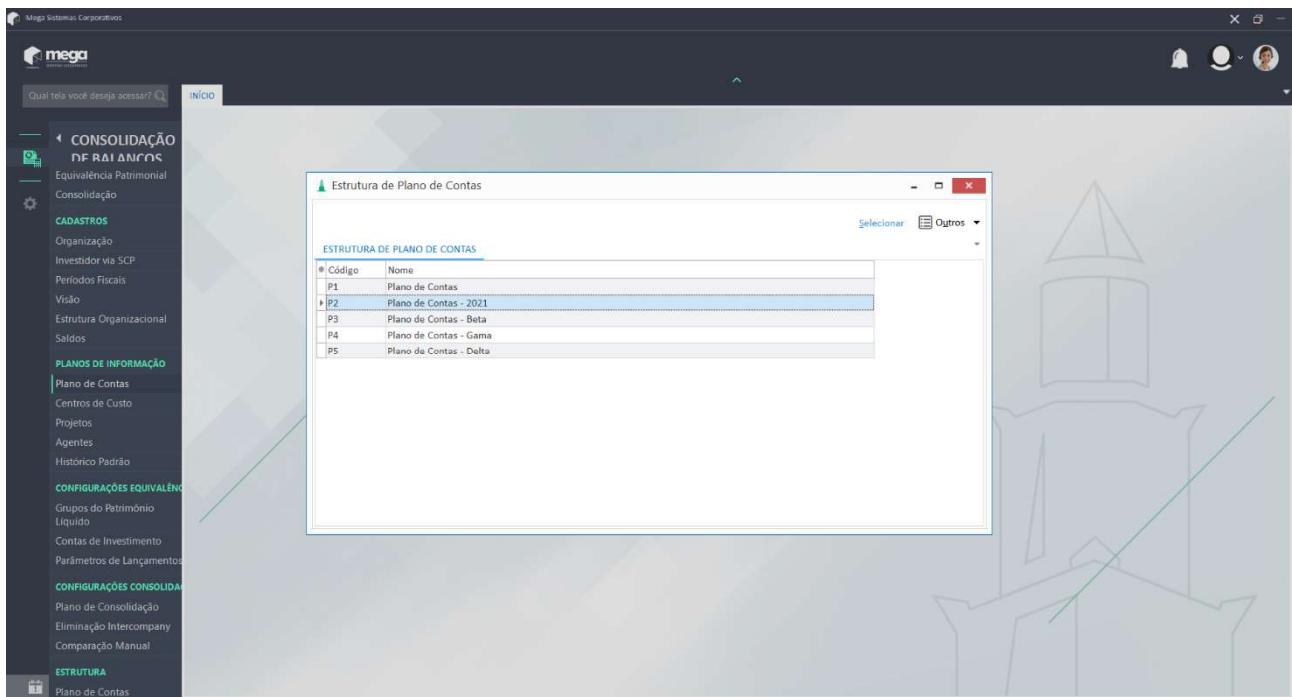 Mega Sistemas Corporativos
mega
Qual tela você deseja acessar?
INÍCIO
CONSOLIDAÇÃO
DE BALANÇOS
Equivalência Patrimonial
Consolidação
CADASTROS
Organização
Investidor via SCP
Períodos Fiscais
Visão
Estrutura Organizacional
Saldos
PLANOS DE INFORMAÇÃO
Plano de Contas
Centros de Custo
Projetos
Agentes
Histórico Padrão
CONFIGURAÇÕES EQUIVALÊNC
Grupos do Patrimônio
Líquido
Contas de Investimento
Parâmetros de Lançamentos
CONFIGURAÇÕES CONSOLIDA
Plano de Consolidação
Eliminação Intercompany
Comparação Manual
ESTRUTURA
Plano de Contas
Estrutura de Plano de Contas
Selecionar Outros
ESTRUTURA DE PLANO DE CONTAS
Código Nome
P1 Plano de Contas
P2 Plano de Contas - 2021
P3 Plano de Contas - Beta
P4 Plano de Contas - Gama
P5 Plano de Contas - Delta